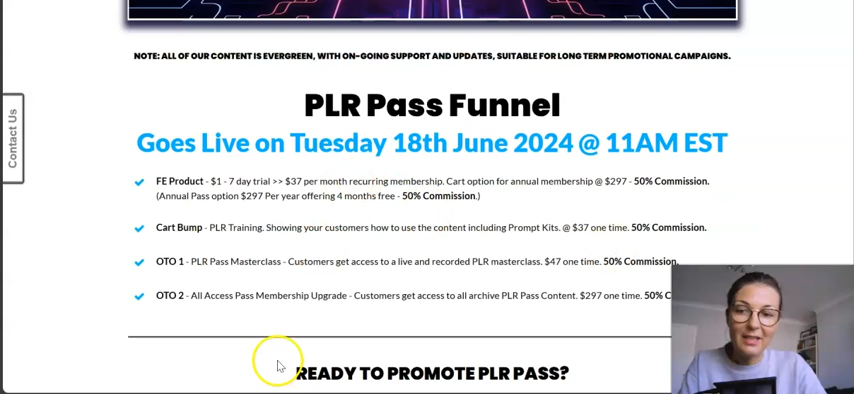 NOTE: ALL OF OUR CONTENT IS EVERGREEN, WITH ON-GOING SUPPORT AND UPDATES, SUITABLE FOR LONG TERM PROMOTIONAL CAMPAIGNS.
PLR Pass Funnel
Goes Live on Tuesday 18th June 2024 @ 11AM EST
Contact Us
FE Product - $1 - 7 day trial >> $37 per month recurring membership. Cart option for annual membership @ $297 - 50% Commission.
(Annual Pass option $297 Per year offering 4 months free - 50% Commission.)
Cart Bump - PLR Training. Showing your customers how to use the content including Prompt Kits. @ $37 one time. 50% Commission.
OTO 1 - PLR Pass Masterclass - Customers get access to a live and recorded PLR masterclass. $47 one time. 50% Commission.
OTO 2 - All Access Pass Membership Upgrade - Customers get access to all archive PLR Pass Content. $297 one time. 50% C
READY TO PROMOTE PLR PASS?